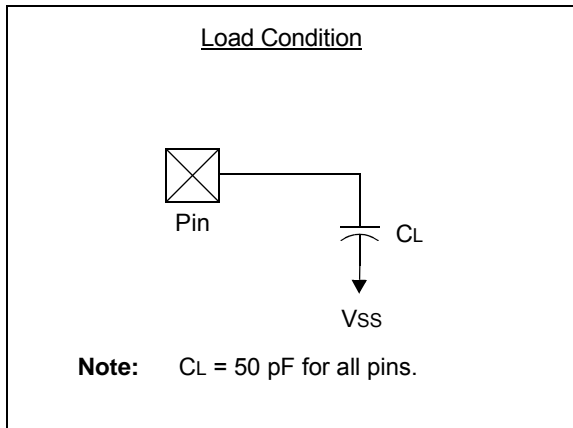 Load Condition
Pin
CL
VSS
Note: CL = 50 pF for all pins.